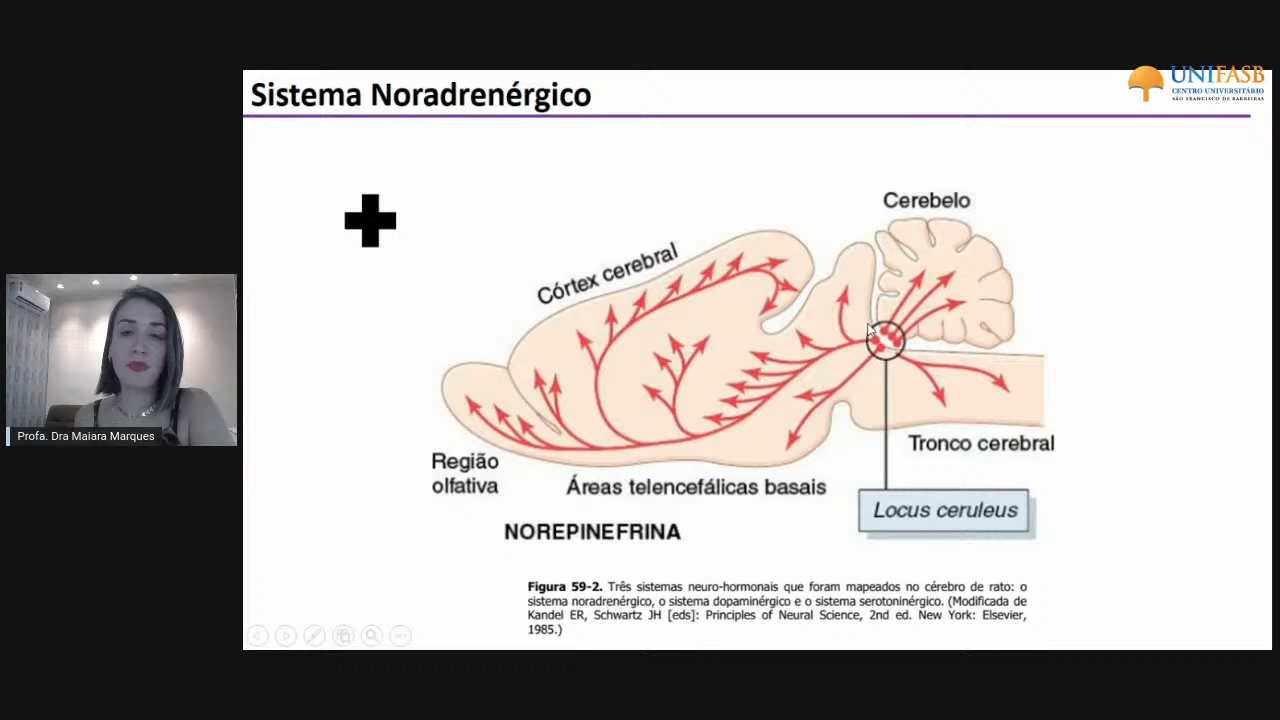 Sistema Noradrenérgico
UNIFASB
CENTRO UNIVERSITÁRIO
SÃO FRANCISCO DE BARREIRAS
Cerebelo
Córtex cerebral
Região
olfativa
Áreas telencefálicas basais
Tronco cerebral
Locus ceruleus
NOREPINEFRINA
Figura 59-2. Três sistemas neuro-hormonais que foram mapeados no cérebro de rato: o
sistema noradrenérgico, o sistema dopaminérgico e o sistema serotoninérgico. (Modificada de
Kandel ER, Schwartz JH [eds]: Principles of Neural Science, 2nd ed. New York: Elsevier,
1985.)
Profa. Dra Maiara Marques